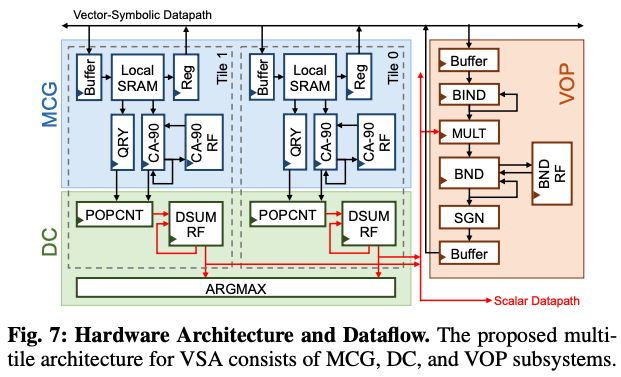 Vector-Symbolic Datapath
MCG
Tile 1
Buffer
Local
SRAM
Reg
QRY
CA-90
CA-90
RF
Tile 0
Buffer
Local
SRAM
Reg
QRY
CA-90
CA-90
RF
DC
POPCNT
DSUM
RF
POPCNT
DSUM
RF
ARGMAX
VOP
Buffer
BIND
MULT
BND
BND
RF
SGN
Buffer
Scalar Datapath
Fig. 7: Hardware Architecture and Dataflow. The proposed multi-
tile architecture for VSA consists of MCG, DC, and VOP subsystems.